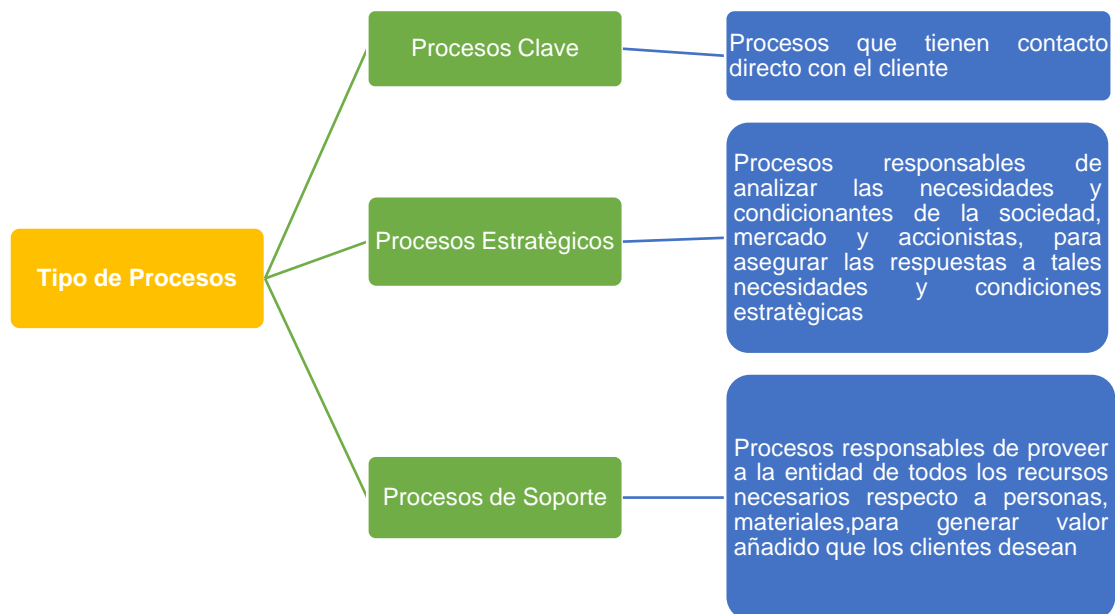 Tipo de Procesos
Procesos Clave
Procesos que tienen contacto
directo con el cliente
Procesos Estratègicos
Procesos responsables de
analizar las necesidades y
condicionantes de la sociedad,
mercado y accionistas, para
asegurar las respuestas a tales
necesidades y condiciones
estratègicas
Procesos de Soporte
Procesos responsables de proveer
a la entidad de todos los recursos
necesarios respecto a personas,
materiales,para generar valor
añadido que los clientes desean